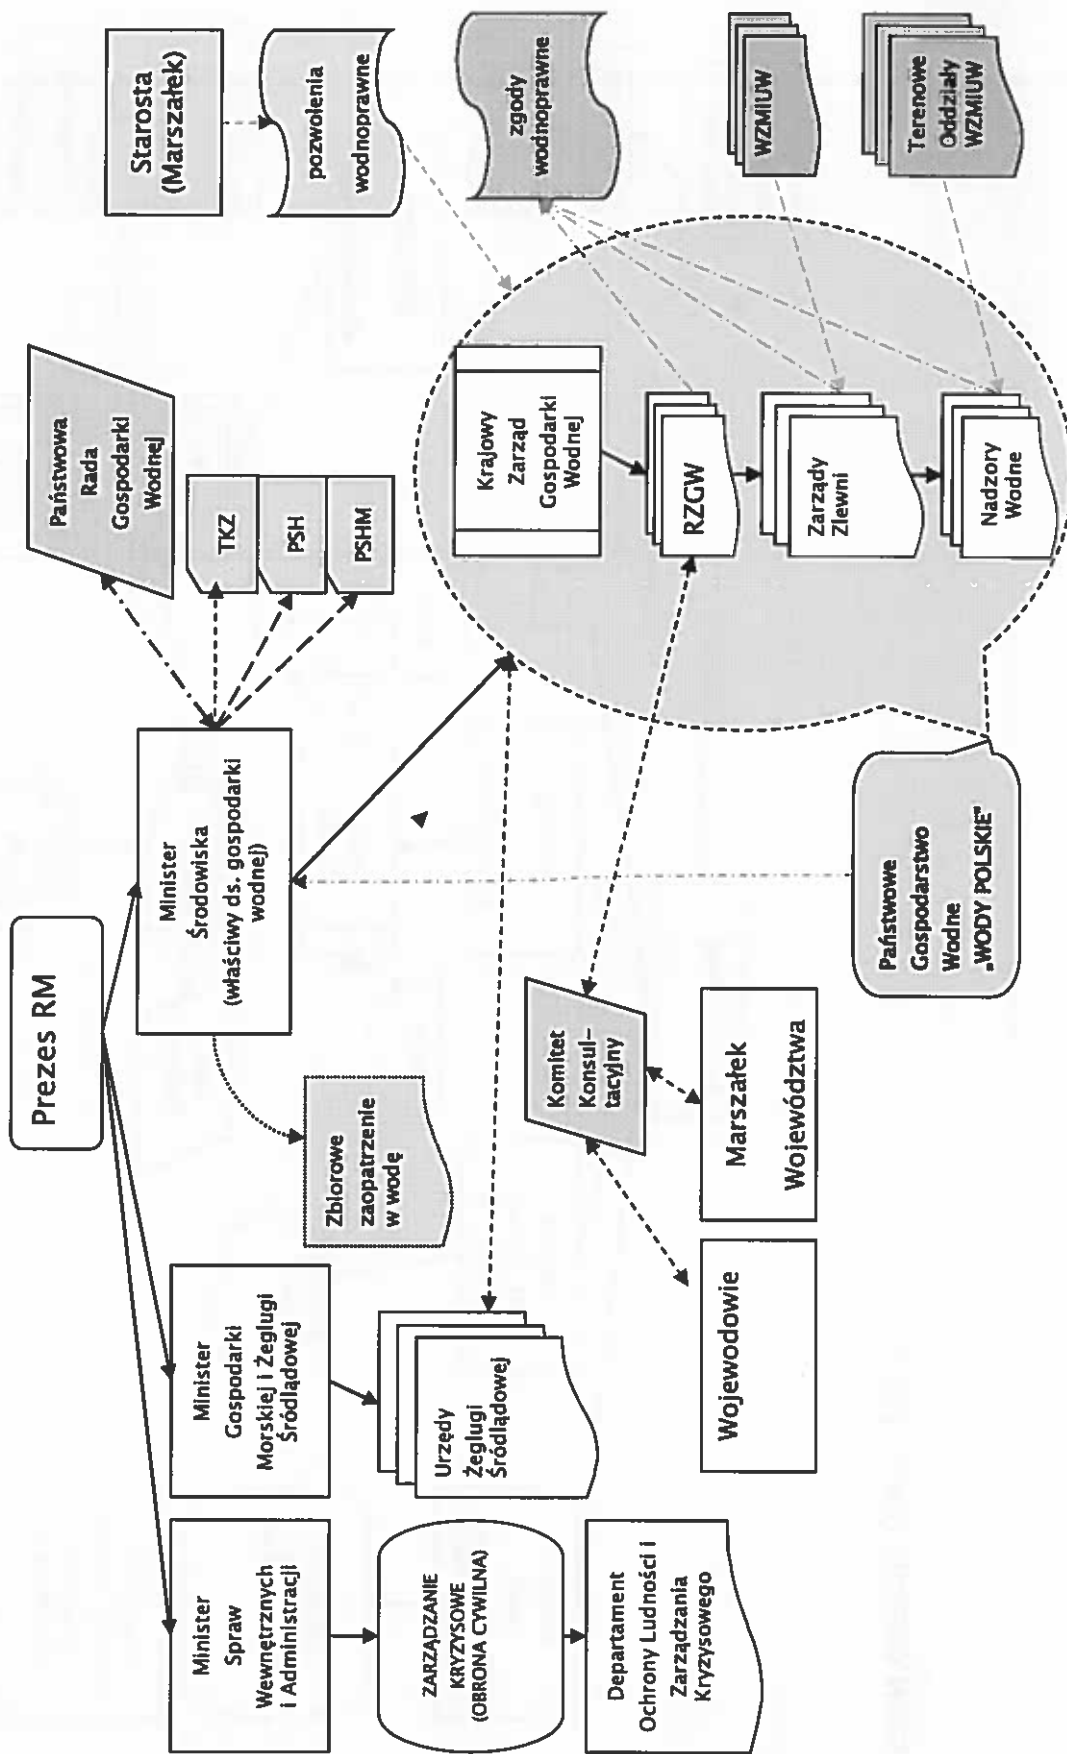 Prezes RM
Minister
Spraw
Wewnętrznych
i Administracji
ZARZĄDZANIE
KRYZYSOWE
(OBRONA CYWILNA)
Departament
Ochrony Ludności i
Zarządzania
Kryzysowego
Minister
Gospodarki
Morskiej i Żeglugi
Śródlądowej
Urzędy
Żeglugi
Śródlądowej
Zbiorowe
zaopatrzenie
w wodę
Minister
Środowiska
(właściwy ds. gospodarki
wodnej)
Państwowa
Rada
Gospodarki
Wodnej
TKZ
PSH
PSHM
Starosta
(Marszałek)
pozwolenia
wodnoprawne
zgody
wodnoprawne
WZMIUW
Terenowe
Oddziały
WZMIUW
Krajowy
Zarząd
Gospodarki
Wodnej
RZGW
Zarządy
Zlewni
Nadzory
Wodne
Komitet
Konsul-
tacyjny
Wojewodowie
Marszałek
Województwa
Państwowe
Gospodarstwo
Wodne
„WODY POLSKIE"